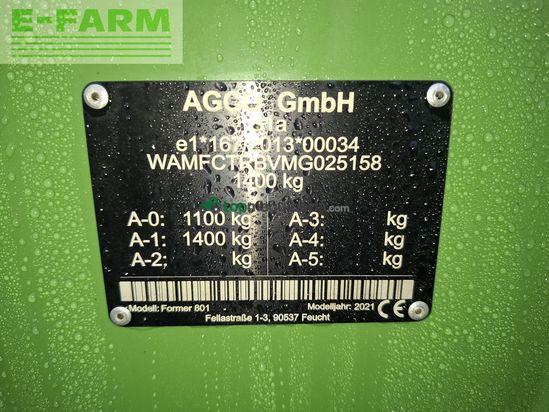 E-FARM
AGCO GmbH
e1*167/2013*00034
WAMFCTRBVMG025158
1400 kg
A-0: 1100 kg A-3: kg
A-1: 1400 kg A-4: kg
A-2: kg A-5: kg
Modell: Former 801 Modelljahr: 2021 CE
Fellastraße 1-3, 90537 Feucht